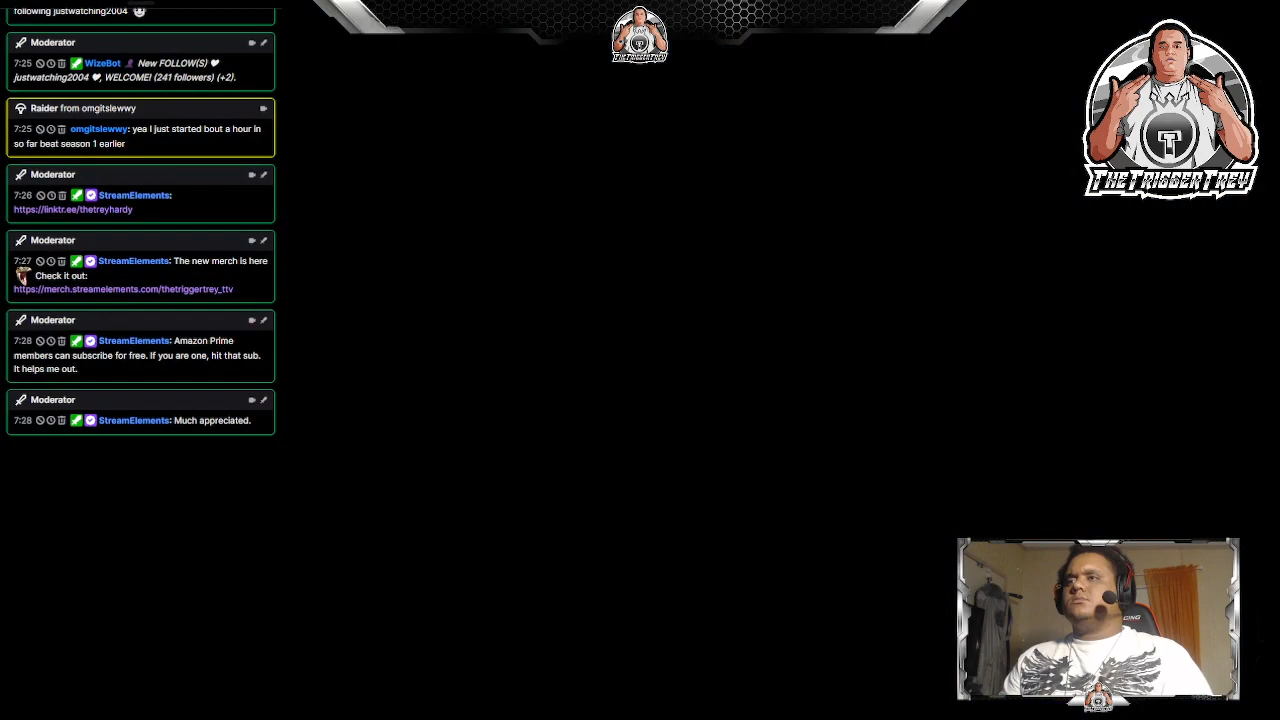 following justwatching2004
Moderator
7:25 WizeBot New FOLLOW(S)
justwatching2004 , WELCOME! (241 followers) (+2).
Raider from omgitslewwy
7:25 omgitslewwy: yea I just started bout a hour in
so far beat season 1 earlier
Moderator
7:26 StreamElements:
https://linktr.ee/thetreyhardy
Moderator
7:27 StreamElements: The new merch is here
Check it out:
https://merch.streamelements.com/thetriggertrey_ttv
Moderator
7:28 StreamElements: Amazon Prime
members can subscribe for free. If you are one, hit that sub.
It helps me out.
Moderator
7:28 StreamElements: Much appreciated.
THETRIGGERTREY
T
THETRIGGERTREY
CING